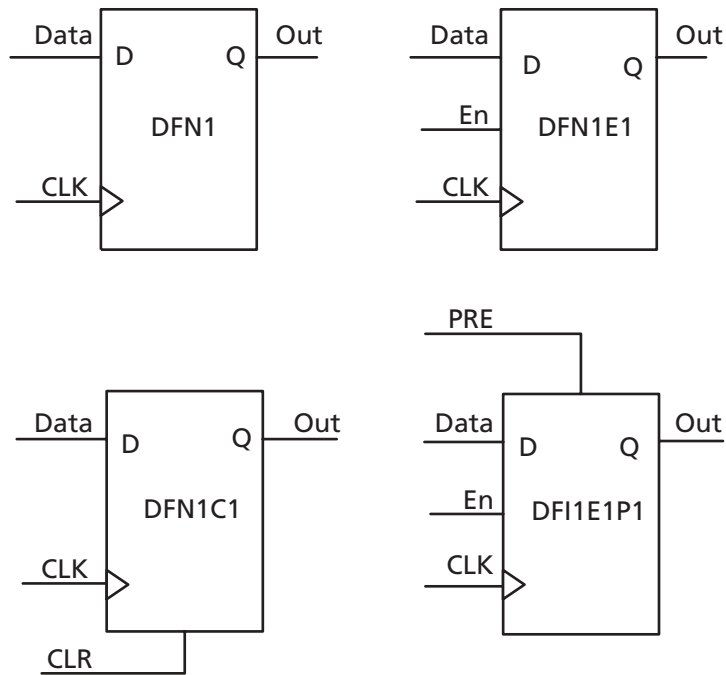 Data
D
Q
Out
DFN1
CLK
Data
D
Q
Out
En
DFN1E1
CLK
Data
D
Q
Out
DFN1C1
CLK
CLR
PRE
Data
D
Q
Out
En
DFI1E1P1
CLK